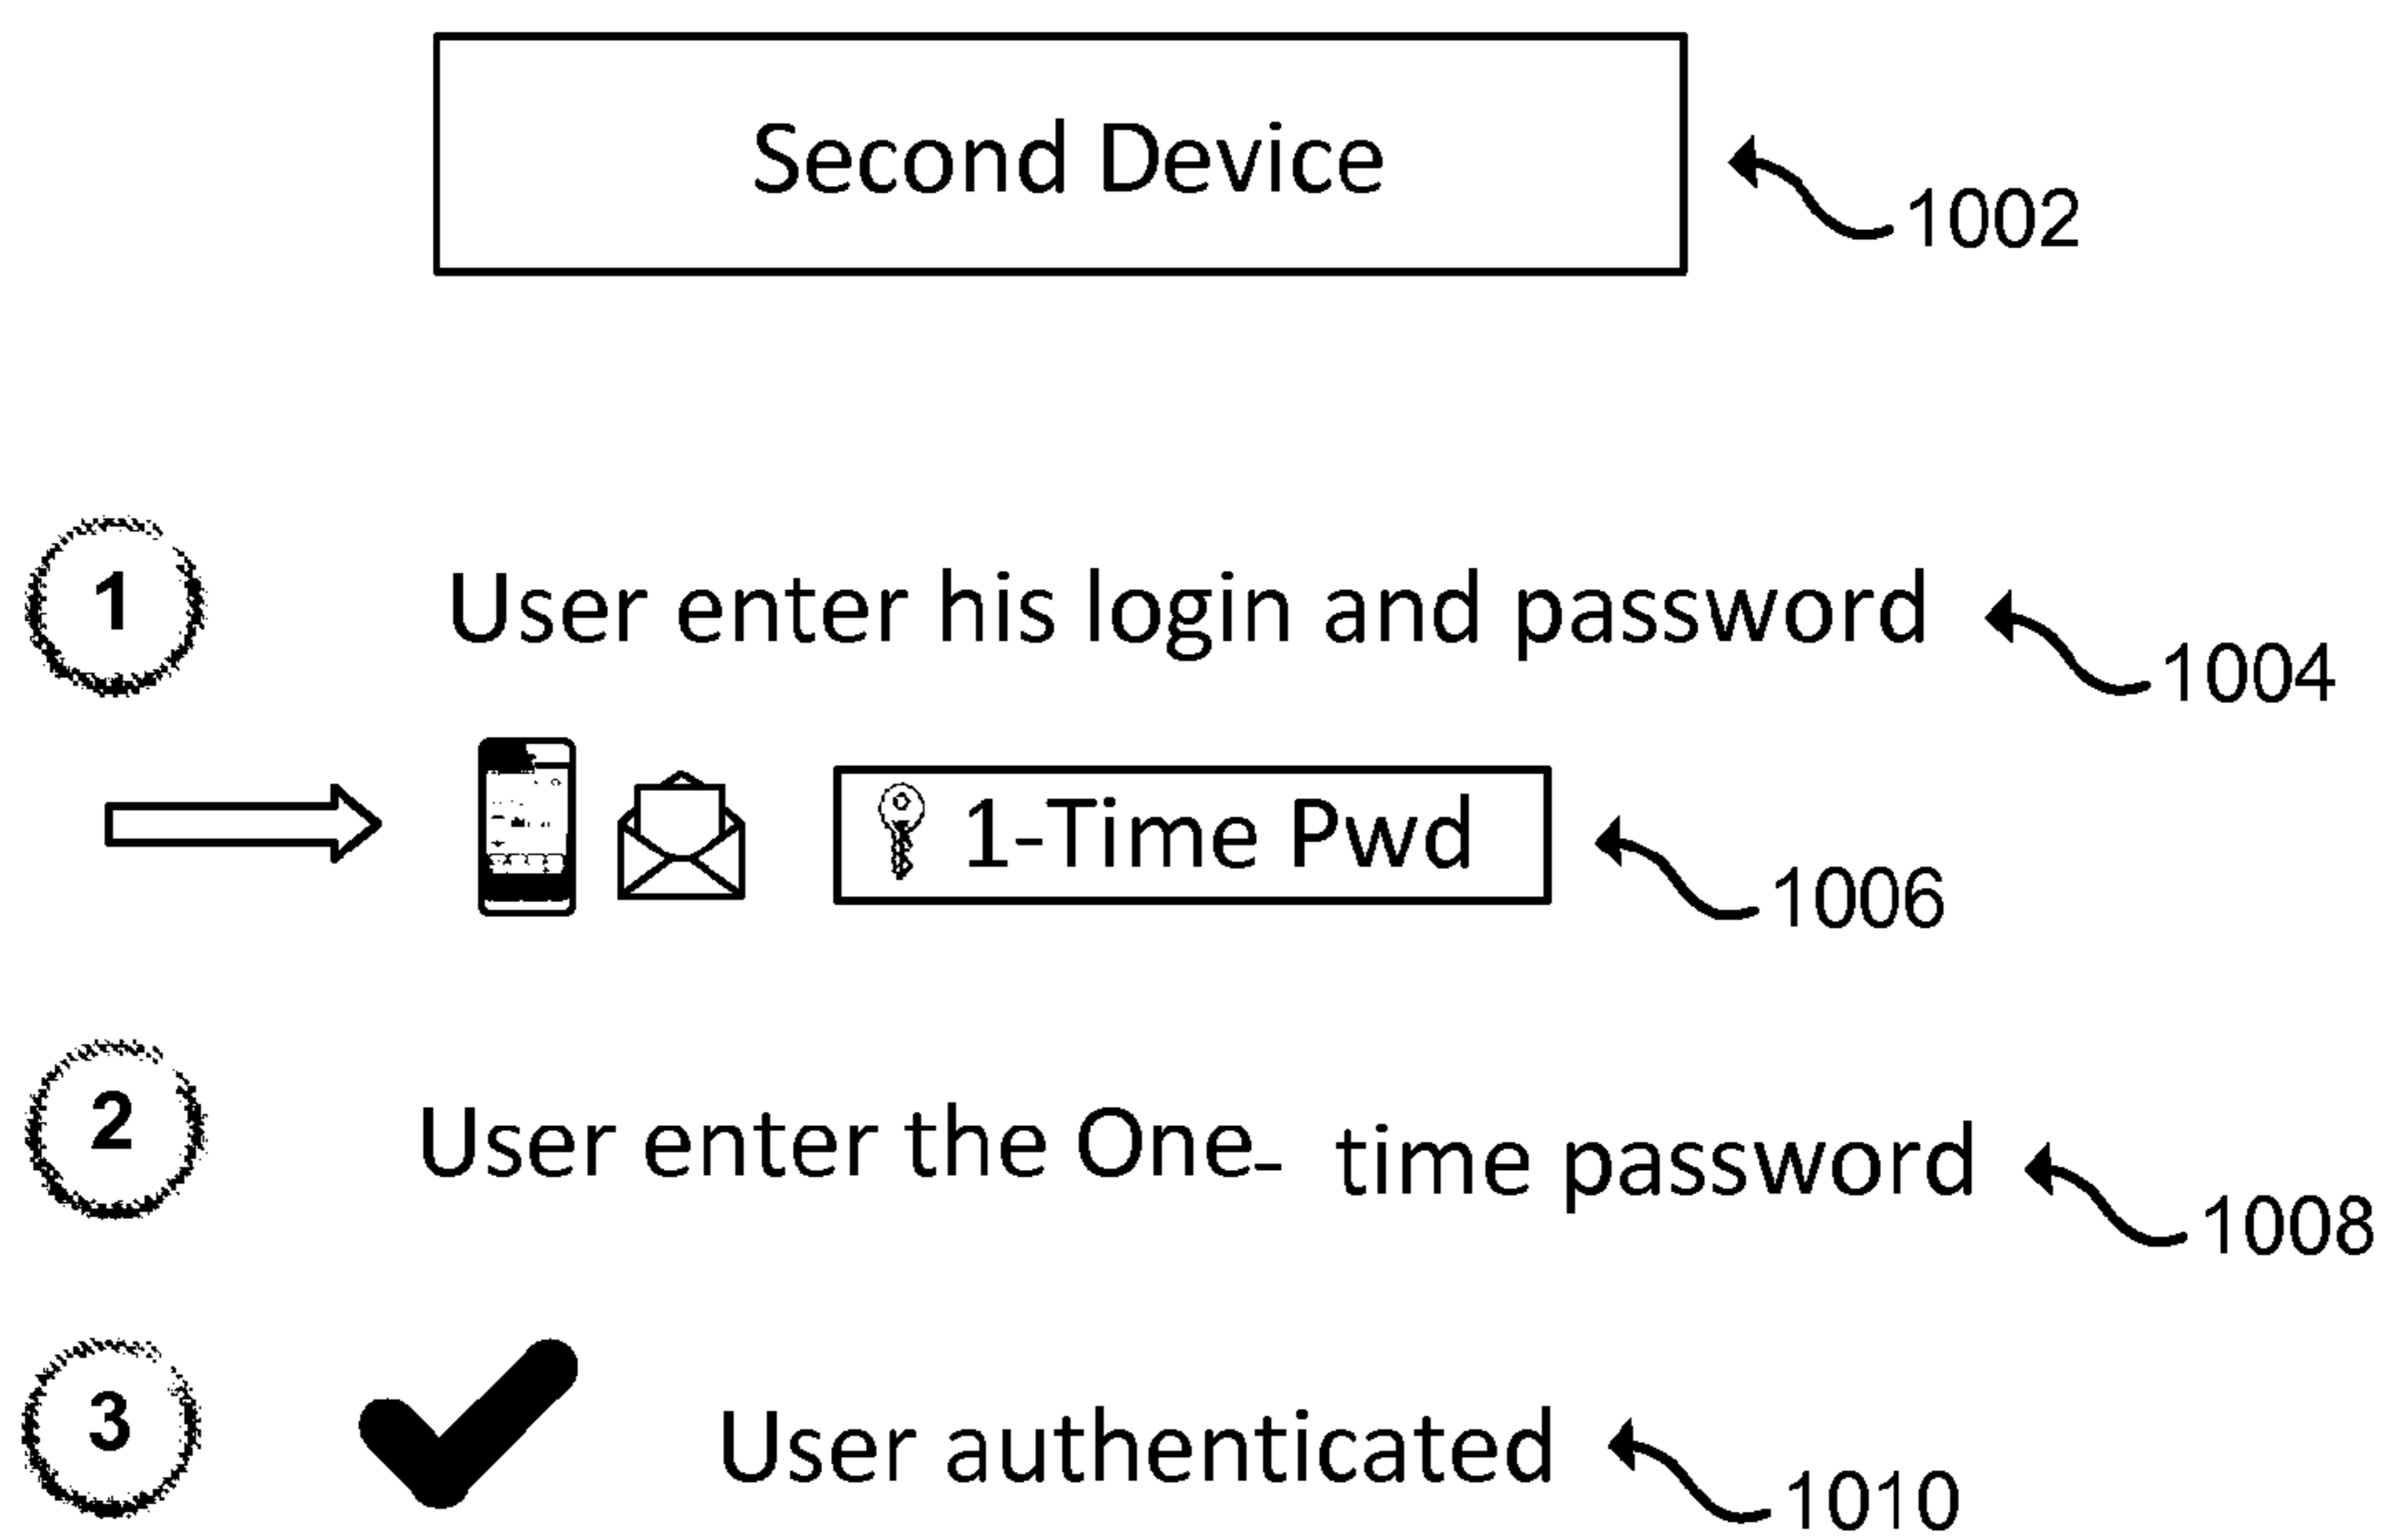 Second Device
1002
1 User enter his login and password
1004
1-Time Pwd
1006
2 User enter the One- time password
1008
3 User authenticated
1010